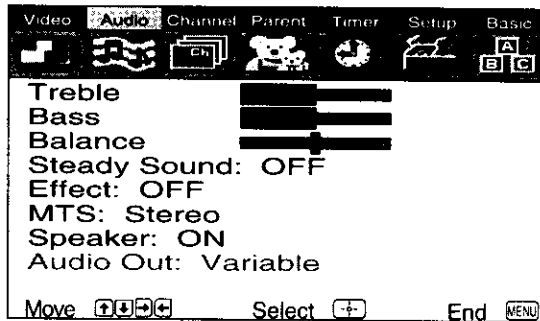 Video Audio Channel Parent Timer Setup Basic
Ch
A
B C
Treble
Bass
Balance
Steady Sound: OFF
Effect: OFF
MTS: Stereo
Speaker: ON
Audio Out: Variable
Move Select End MENU